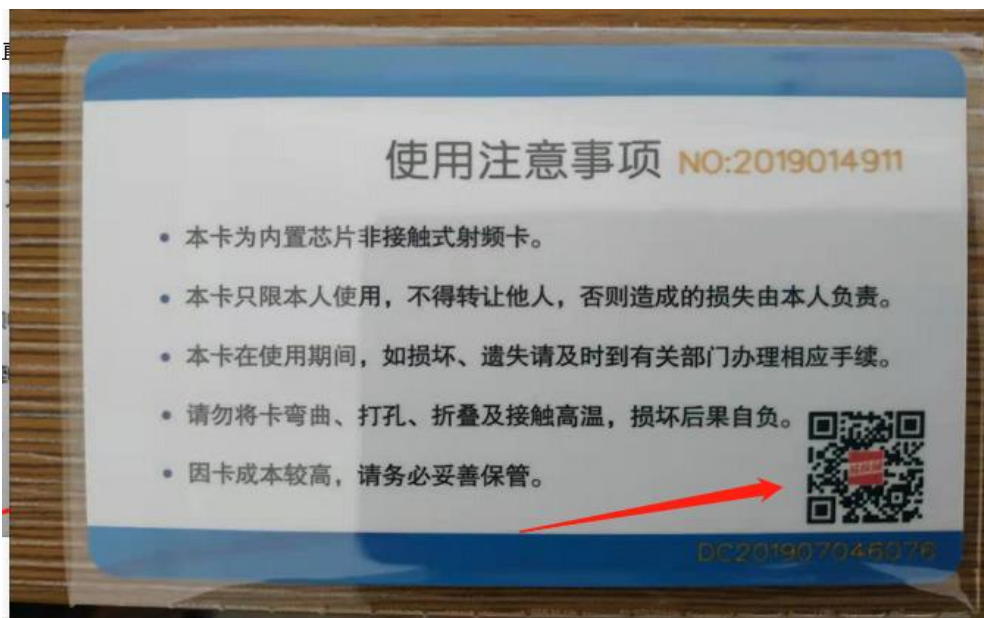 使用注意事项 NO:2019014911
• 本卡为内置芯片非接触式射频卡。
• 本卡只限本人使用，不得转让他人，否则造成的损失由本人负责。
• 本卡在使用期间，如损坏、遗失请及时到有关部门办理相应手续。
• 请勿将卡弯曲、打孔、折叠及接触高温，损坏后果自负。
• 因卡成本较高，请务必妥善保管。
DC201907046076